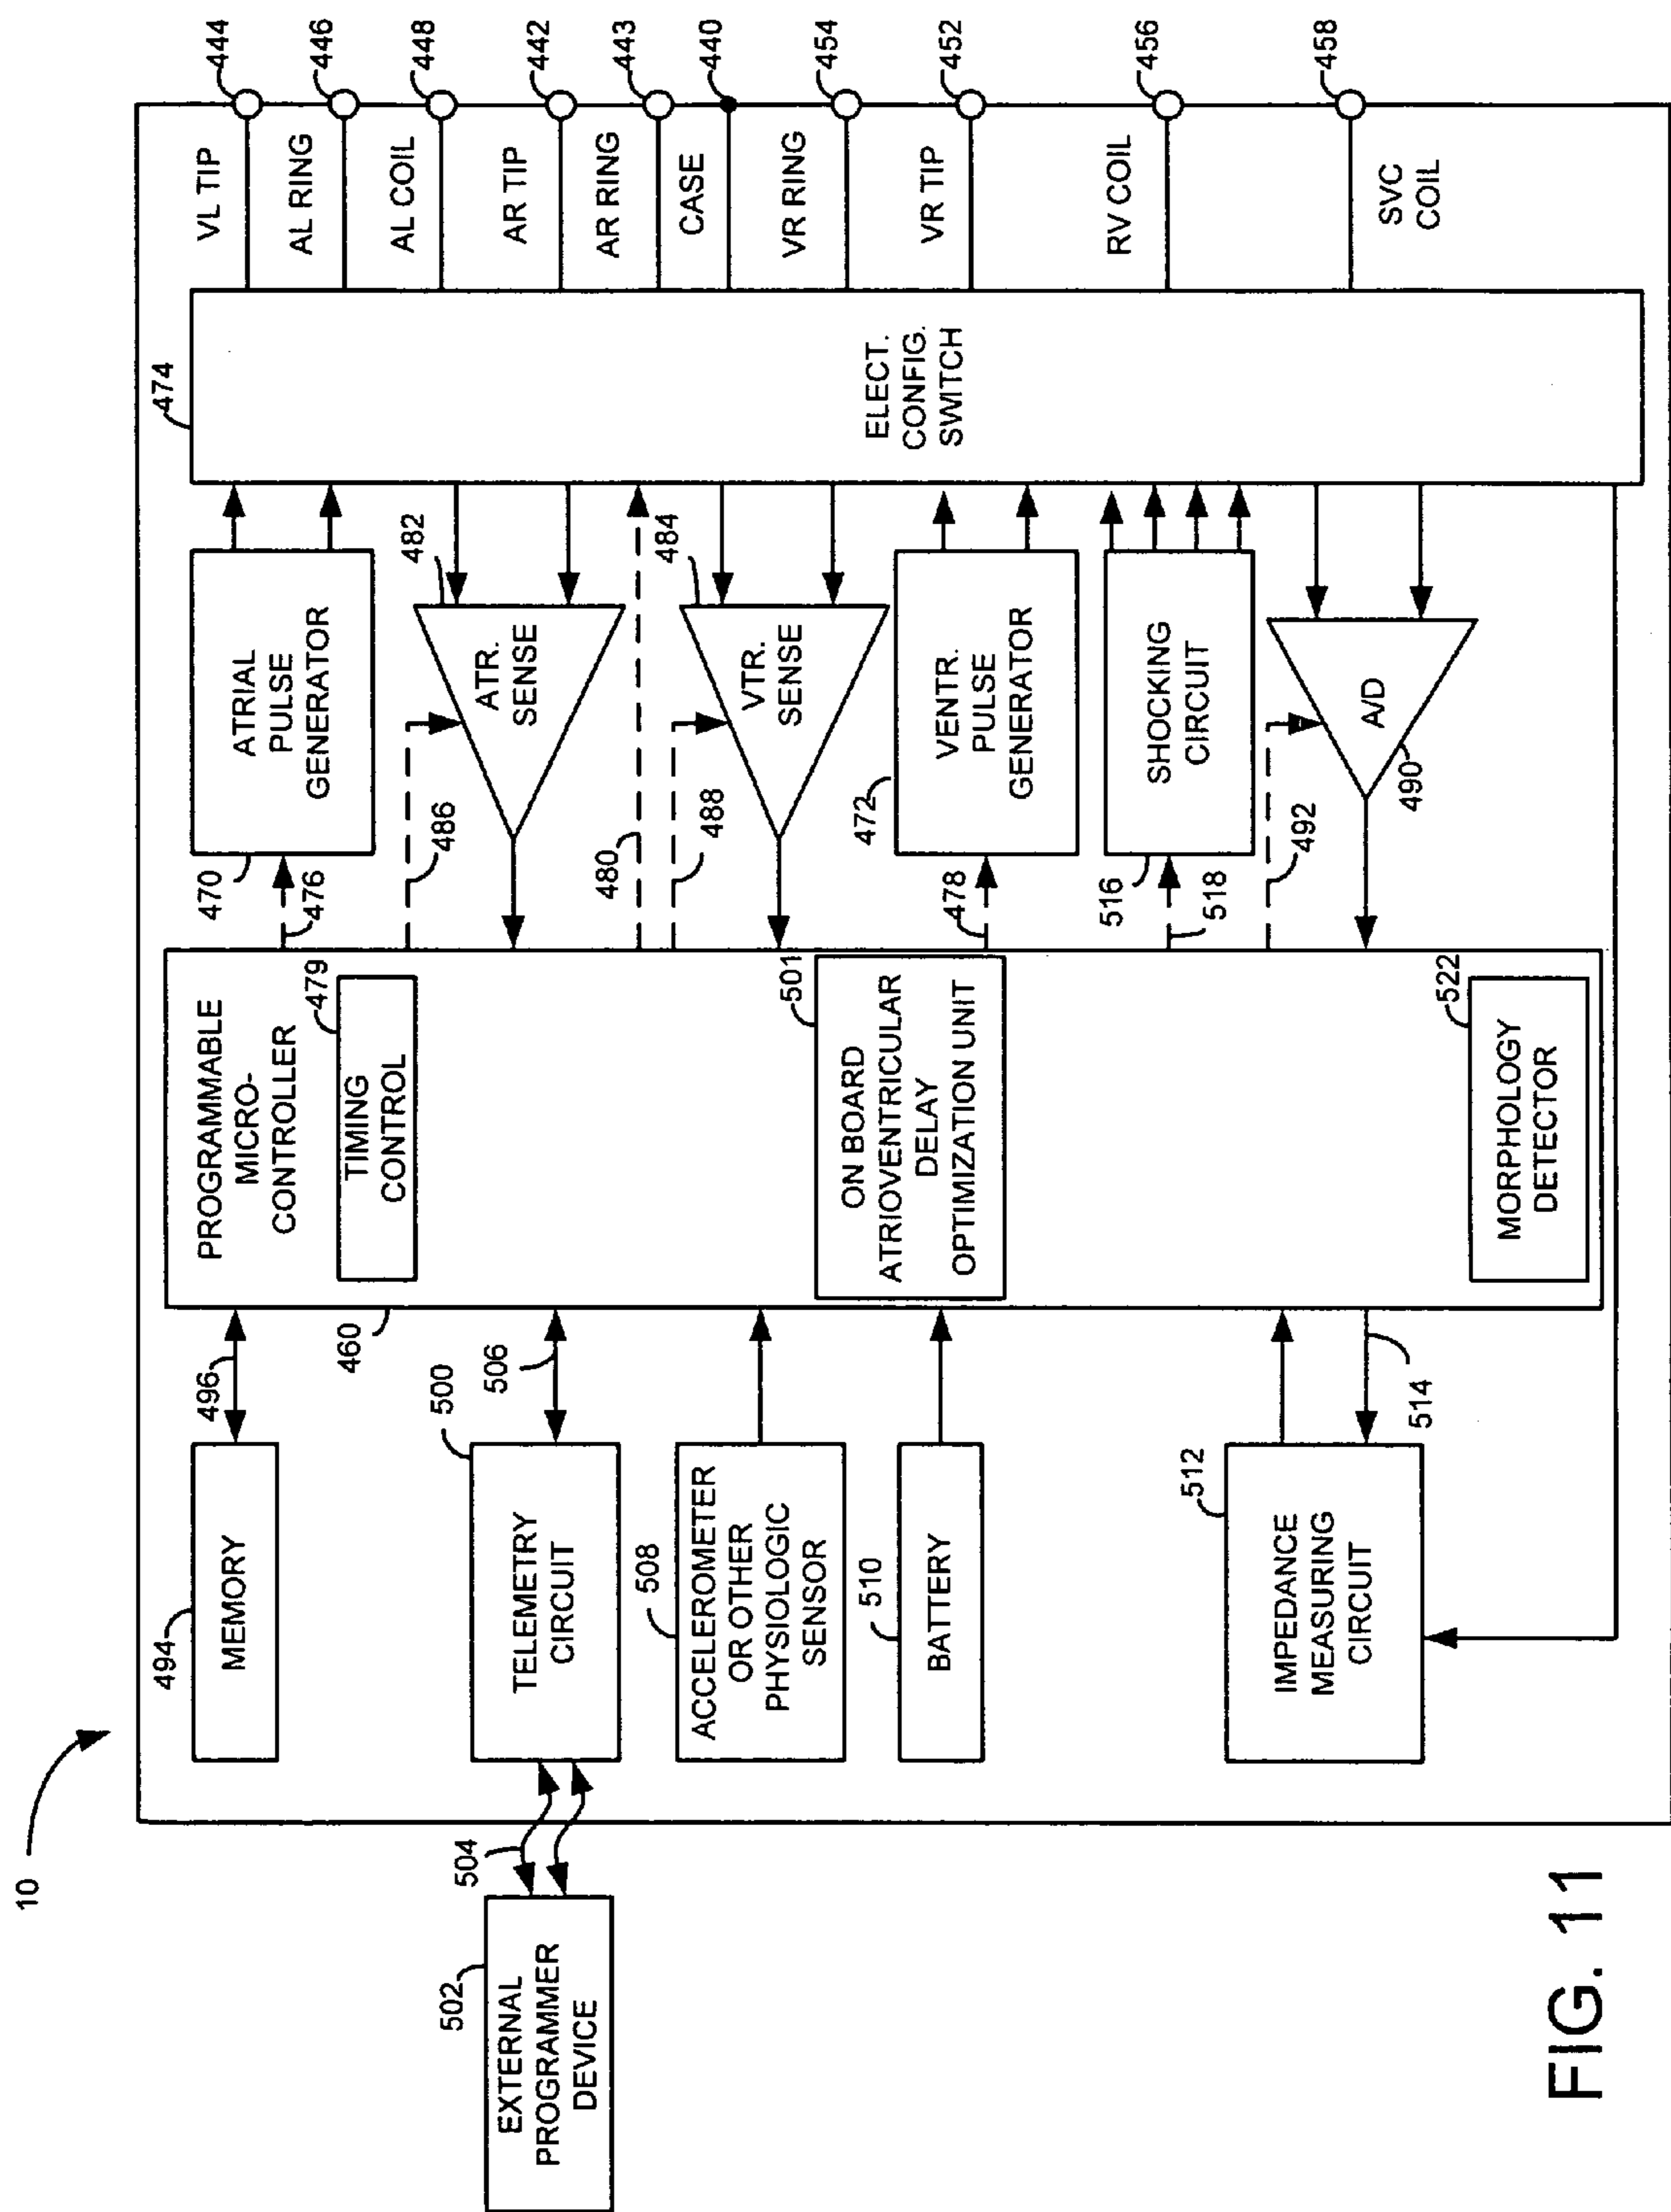 10
444
446
448
442
443
440
454
452
456
458
VL TIP
AL RING
AL COIL
AR TIP
AR RING
CASE
VR RING
VR TIP
RV COIL
SVC
COIL
474
ELECT.
CONFIG.
SWITCH
ATRIAL
PULSE
GENERATOR
470
476
482
ATR.
SENSE
486
480
484
VTR.
SENSE
488
472
VENTR.
PULSE
GENERATOR
478
SHOCKING
CIRCUIT
516
518
A/D
490
492
PROGRAMMABLE
MICRO-
CONTROLLER
479
TIMING
CONTROL
501
ON BOARD
ATRIOVENTRICULAR
DELAY
OPTIMIZATION UNIT
522
MORPHOLOGY
DETECTOR
460
496
494
MEMORY
500
506
TELEMETRY
CIRCUIT
508
ACCELEROMETER
OR OTHER
PHYSIOLOGIC
SENSOR
510
BATTERY
512
514
IMPEDANCE
MEASURING
CIRCUIT
504
502
EXTERNAL
PROGRAMMER
DEVICE
FIG. 11